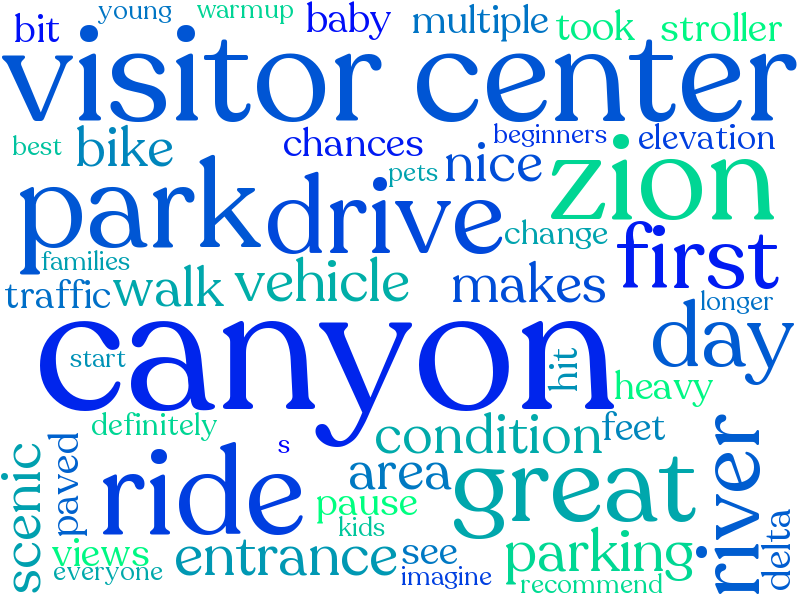 young warmup
bit baby multiple took stroller
visitor center
best bike chances beginners elevation
pets nice
park drive zion
change first
families
traffic walk vehicle makes longer
canyon day
start hit heavy
definitely s condition feet
scenic paved ride area great river
pause
kids
views entrance see parking delta
everyone imagine recommend